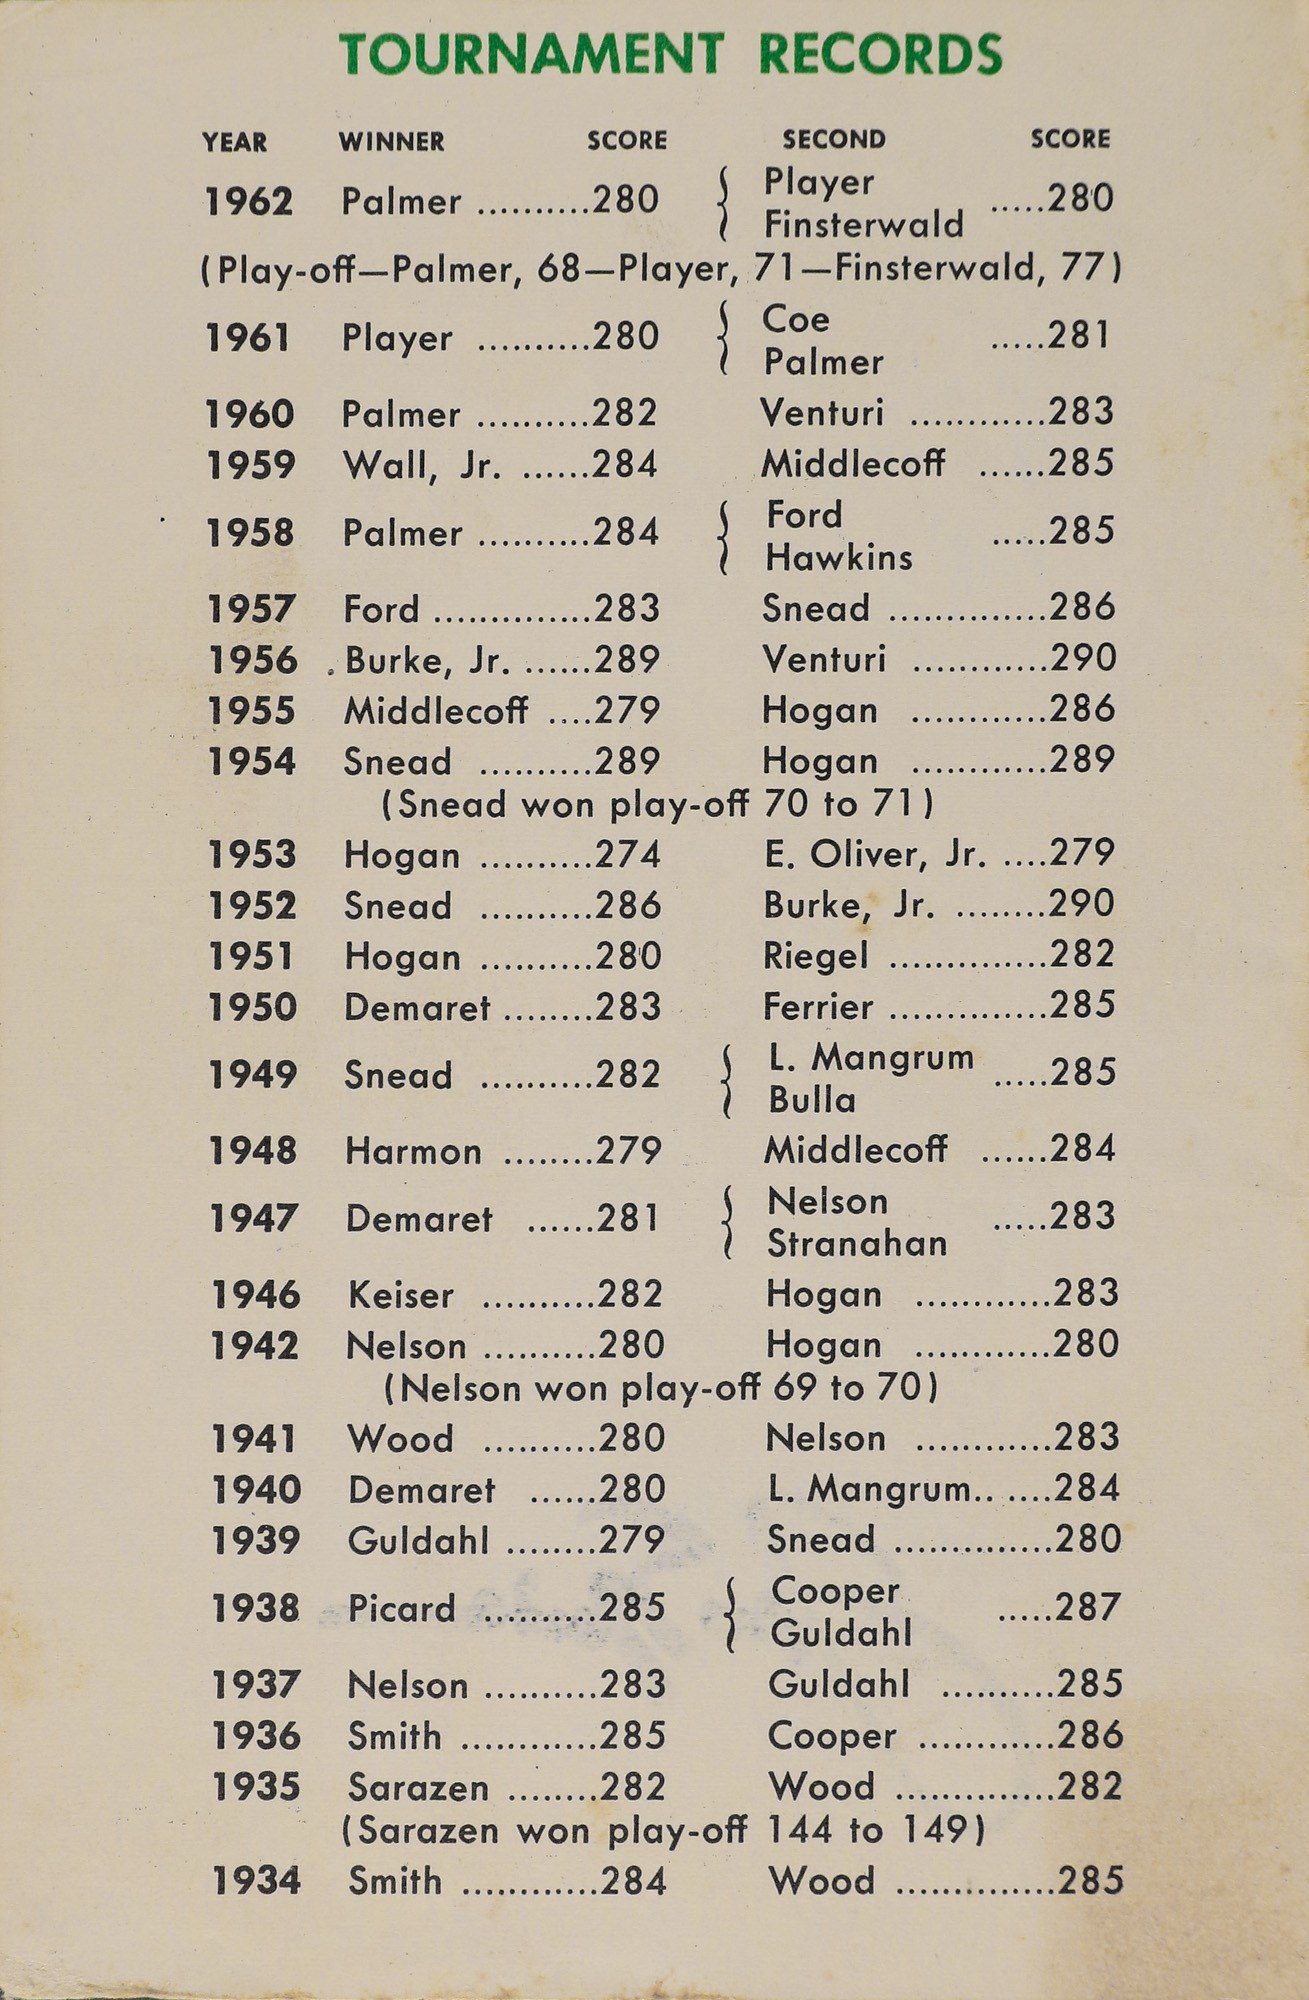 TOURNAMENT RECORDS
YEAR WINNER SCORE SECOND SCORE
1962 Palmer ..........280 { Player
Finsterwald .....280
(Play-off—Palmer, 68—Player, 71—Finsterwald, 77)
1961 Player ..........280 { Coe
Palmer .....281
1960 Palmer ..........282 Venturi ............283
1959 Wall, Jr. ......284 Middlecoff ......285
1958 Palmer ..........284 { Ford
Hawkins .....285
1957 Ford ..............283 Snead ..............286
1956 Burke, Jr. ......289 Venturi ............290
1955 Middlecoff ....279 Hogan ............286
1954 Snead ..........289 Hogan ............289
(Snead won play-off 70 to 71)
1953 Hogan ..........274 E. Oliver, Jr. ....279
1952 Snead ..........286 Burke, Jr. ........290
1951 Hogan ..........280 Riegel ..............282
1950 Demaret ........283 Ferrier ..............285
1949 Snead ..........282 { L. Mangrum
Bulla .....285
1948 Harmon ........279 Middlecoff ......284
1947 Demaret ......281 { Nelson
Stranahan .....283
1946 Keiser ..........282 Hogan ............283
1942 Nelson ..........280 Hogan ............280
(Nelson won play-off 69 to 70)
1941 Wood ..........280 Nelson ............283
1940 Demaret ......280 L. Mangrum.. ....284
1939 Guldahl ........279 Snead ..............280
1938 Picard ..........285 { Cooper
Guldahl .....287
1937 Nelson ..........283 Guldahl ..........285
1936 Smith ............285 Cooper ............286
1935 Sarazen ........282 Wood ..............282
(Sarazen won play-off 144 to 149)
1934 Smith ............284 Wood ..............285